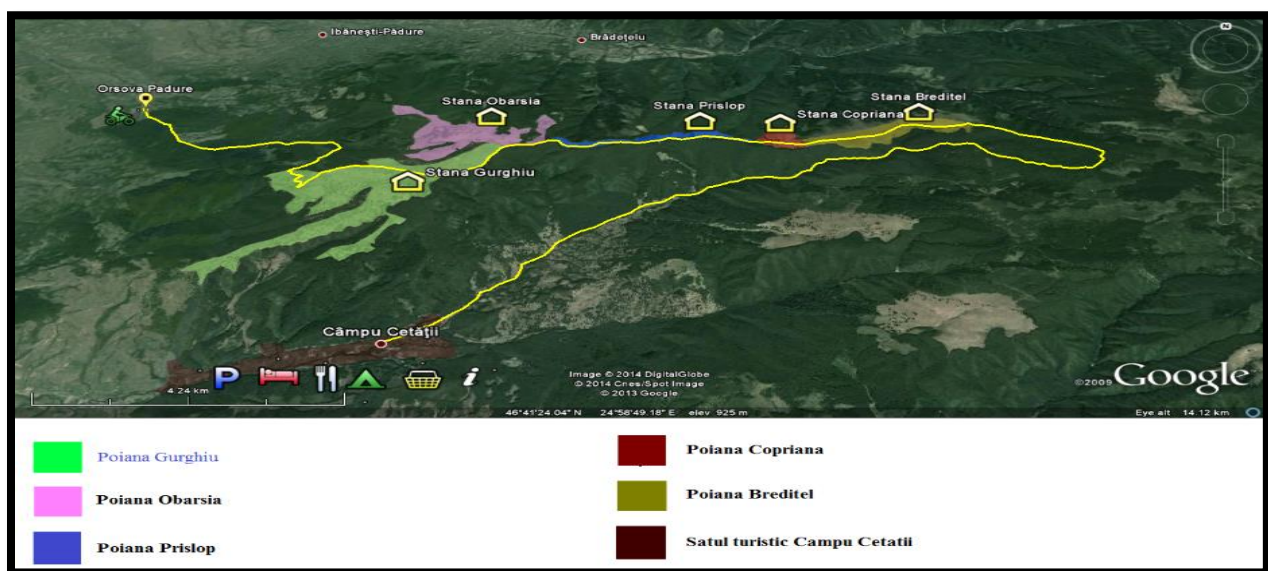 Ibăneşti-Pădure
Brădeţelu
N
Orsova Padure
Stana Obarsia
Stana Prislop
Stana Breditel
Stana Copriana
Stana Gurghiu
Câmpu Cetăţii
P
i
4.24 km
Image © 2014 DigitalGlobe
© 2014 Cnes/Spot Image
© 2013 Google
©2009 Google
46°41'24.04" N 24°58'49.18" E elev 925 m
Eye alt 14.12 km
Poiana Gurghiu
Poiana Copriana
Poiana Obarsia
Poiana Breditel
Poiana Prislop
Satul turistic Campu Cetatii